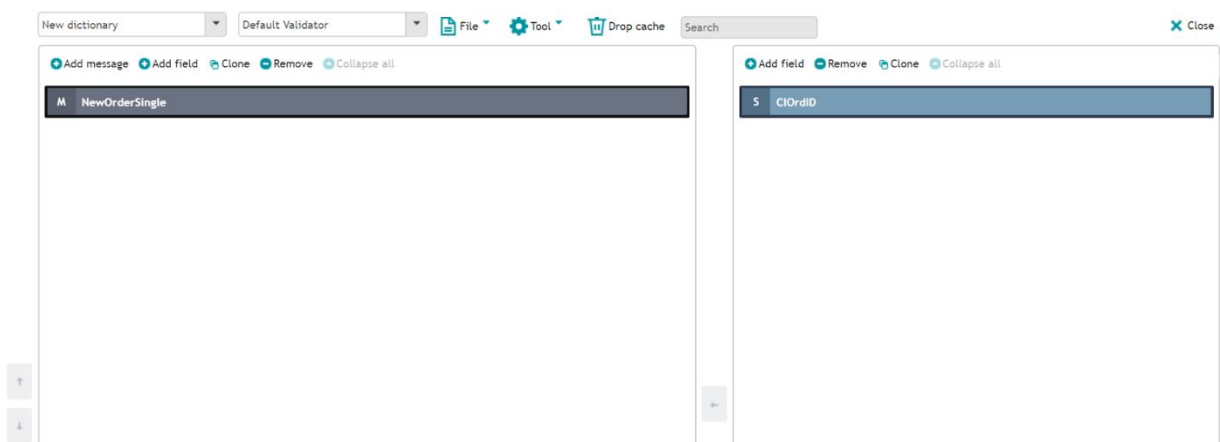 New dictionary Default Validator File Tool Drop cache Search Close
Add message Add field Clone Remove Collapse all
Add field Remove Clone Collapse all
M NewOrderSingle
S ClOrdID